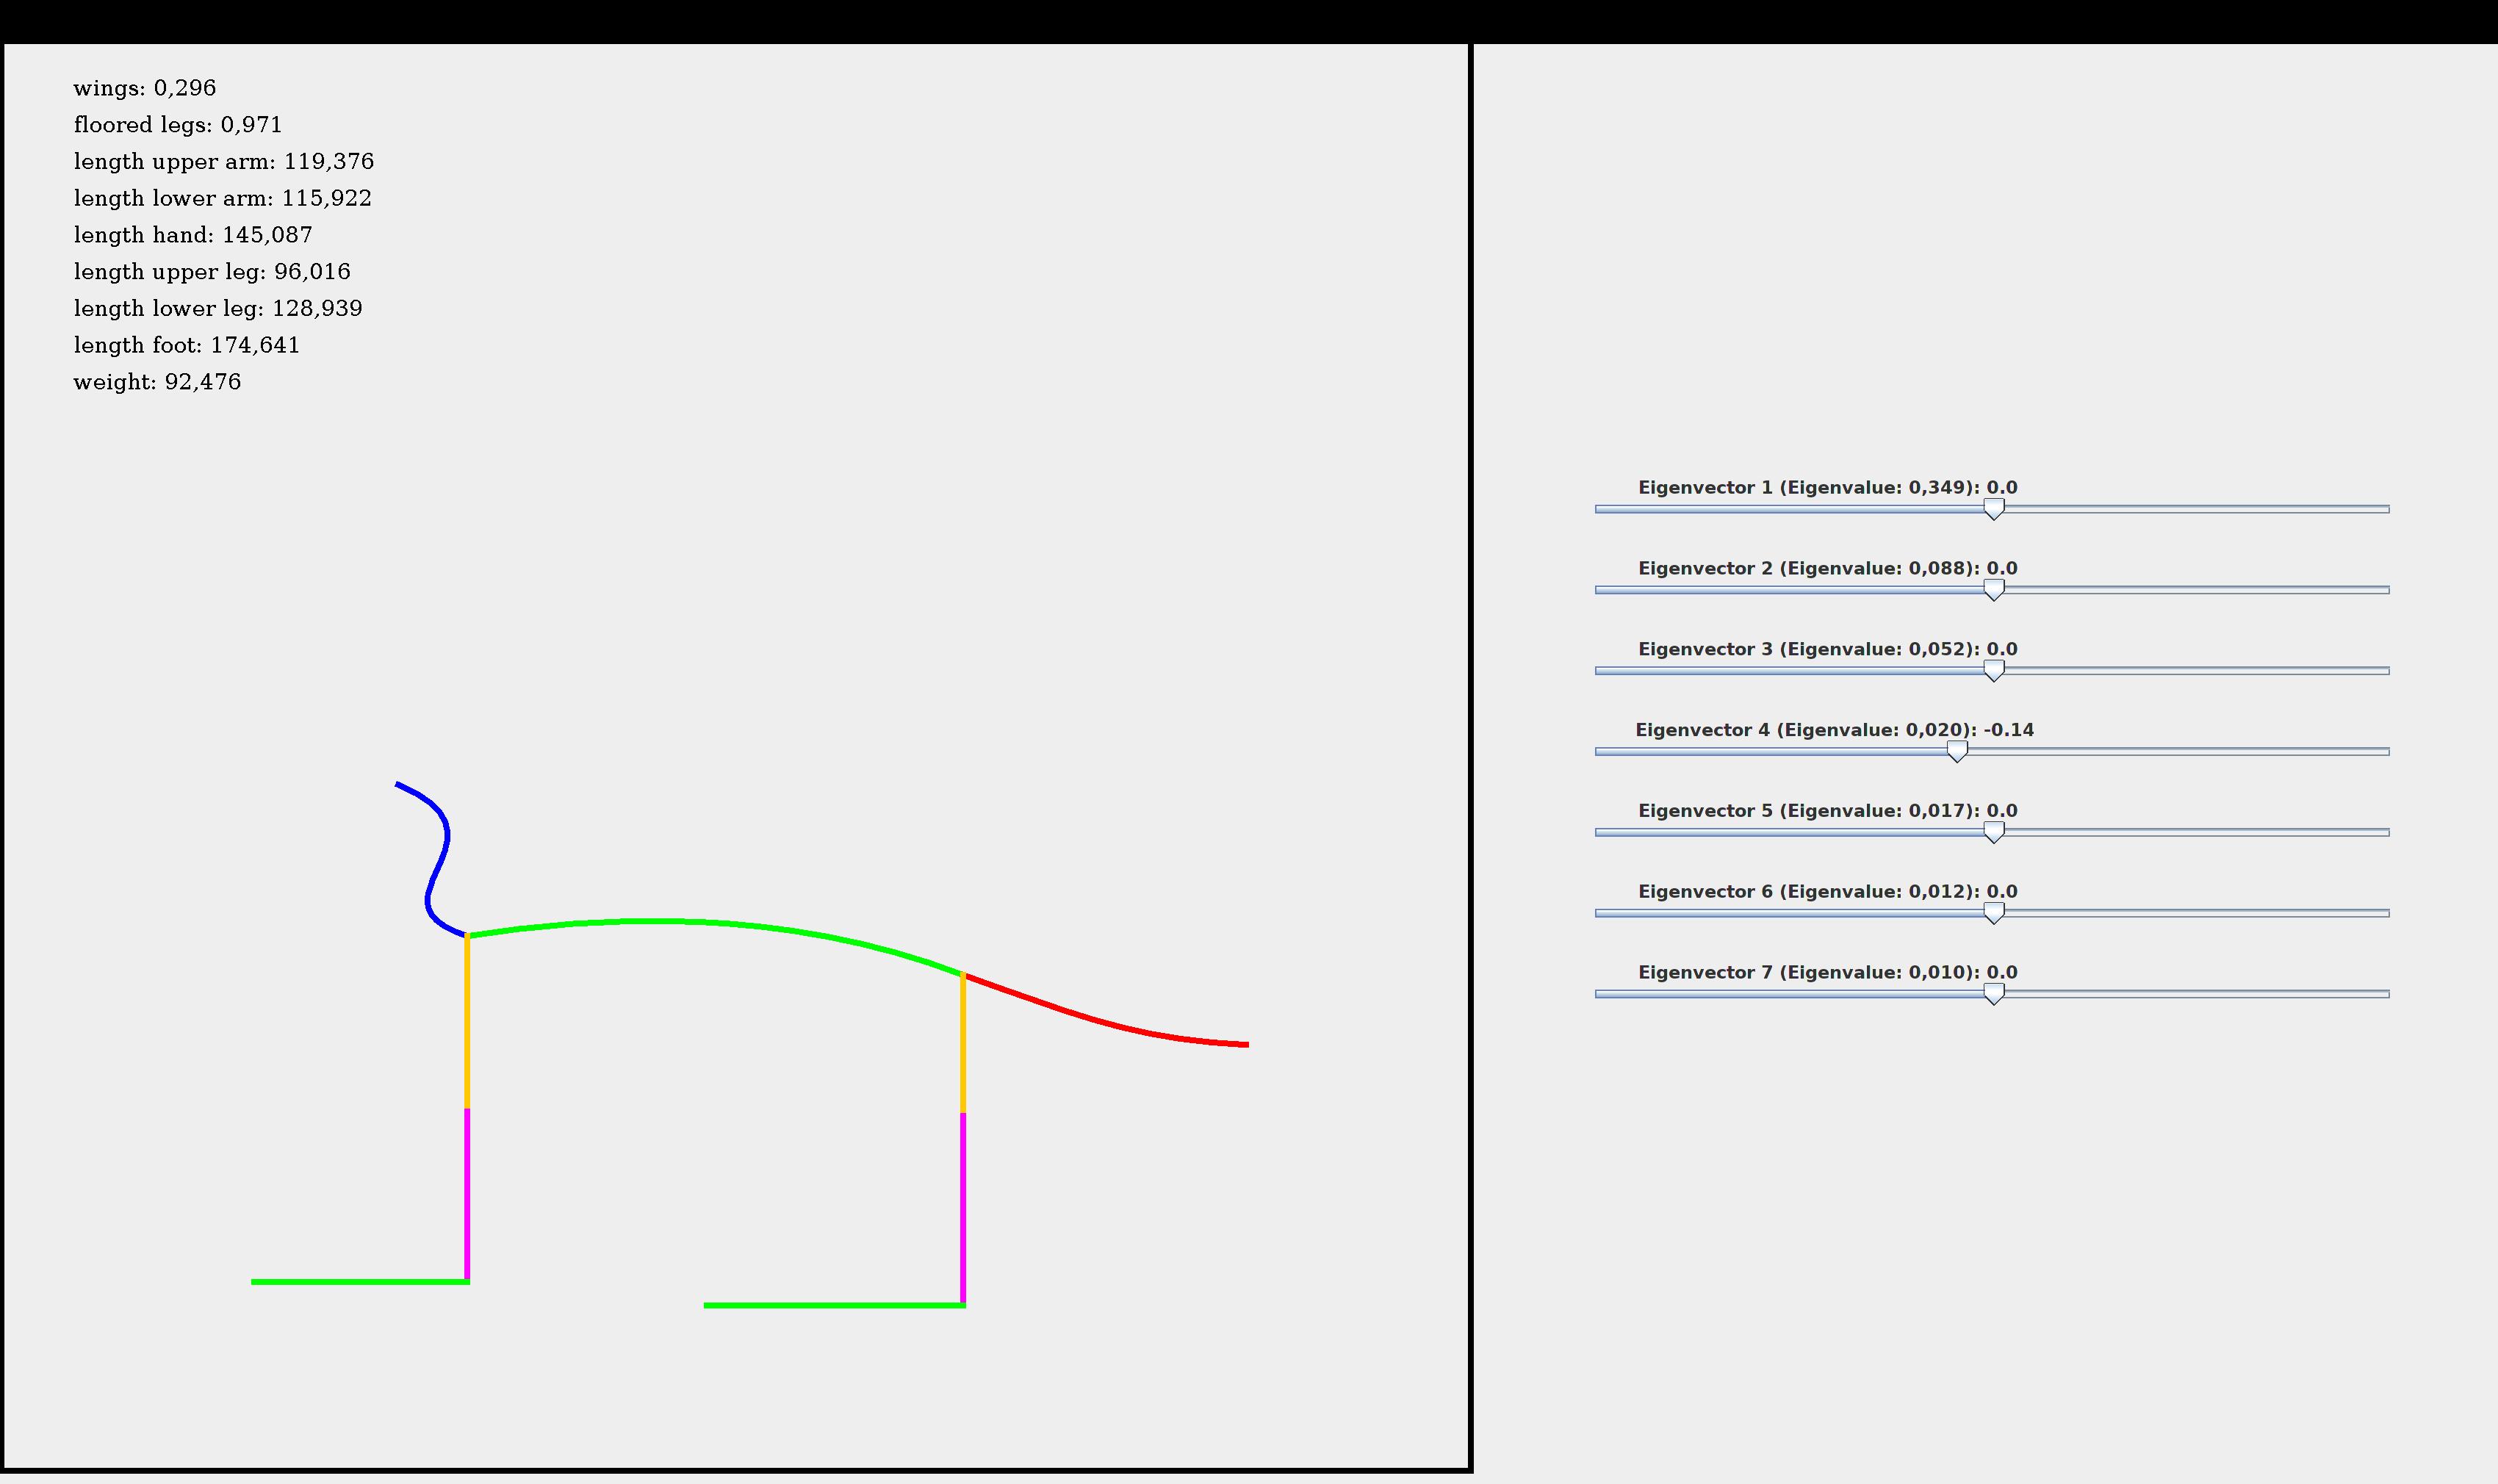 wings: 0,296
floored legs: 0,971
length upper arm: 119,376
length lower arm: 115,922
length hand: 145,087
length upper leg: 96,016
length lower leg: 128,939
length foot: 174,641
weight: 92,476
Eigenvector 1 (Eigenvalue: 0,349): 0.0
Eigenvector 2 (Eigenvalue: 0,088): 0.0
Eigenvector 3 (Eigenvalue: 0,052): 0.0
Eigenvector 4 (Eigenvalue: 0,020): -0.14
Eigenvector 5 (Eigenvalue: 0,017): 0.0
Eigenvector 6 (Eigenvalue: 0,012): 0.0
Eigenvector 7 (Eigenvalue: 0,010): 0.0